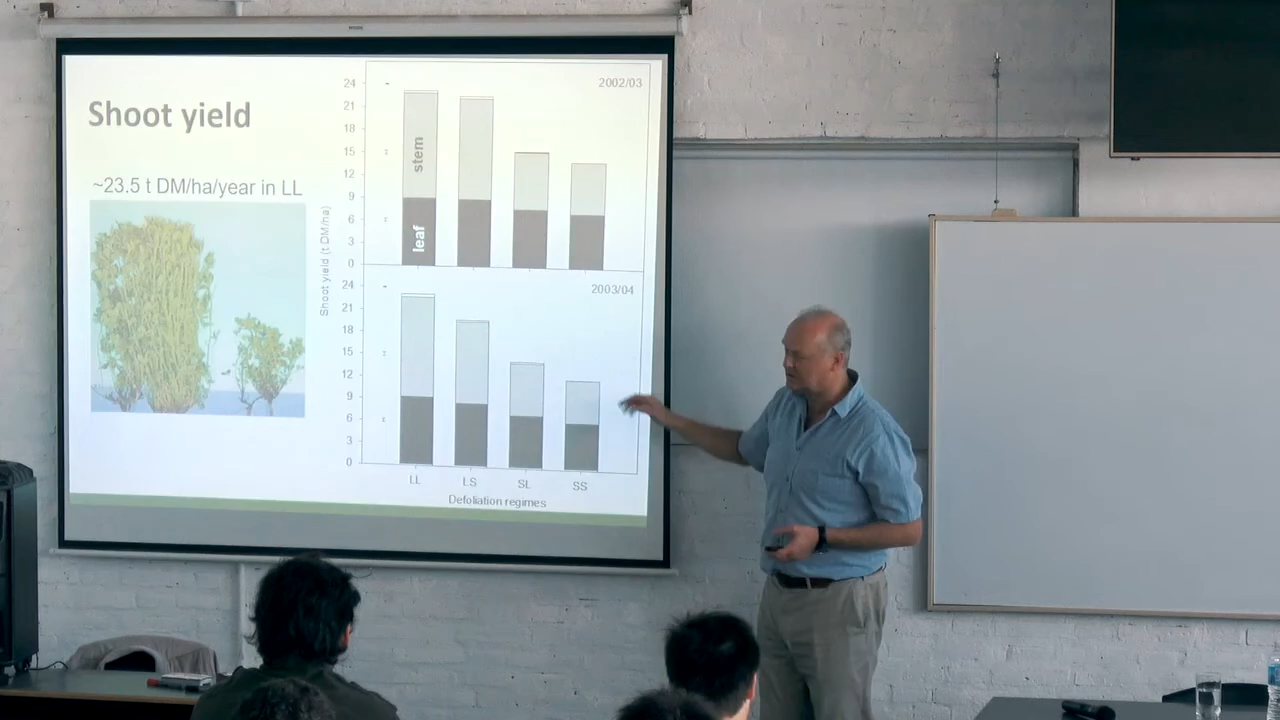 Shoot yield
~23.5 t DM/ha/year in LL
Shoot yield (t DM/ha)
2002/03
24
21
18
15
12
9
6
3
0
stem
leaf
2003/04
24
21
18
15
12
9
6
3
0
LL LS SL SS
Defoliation regimes